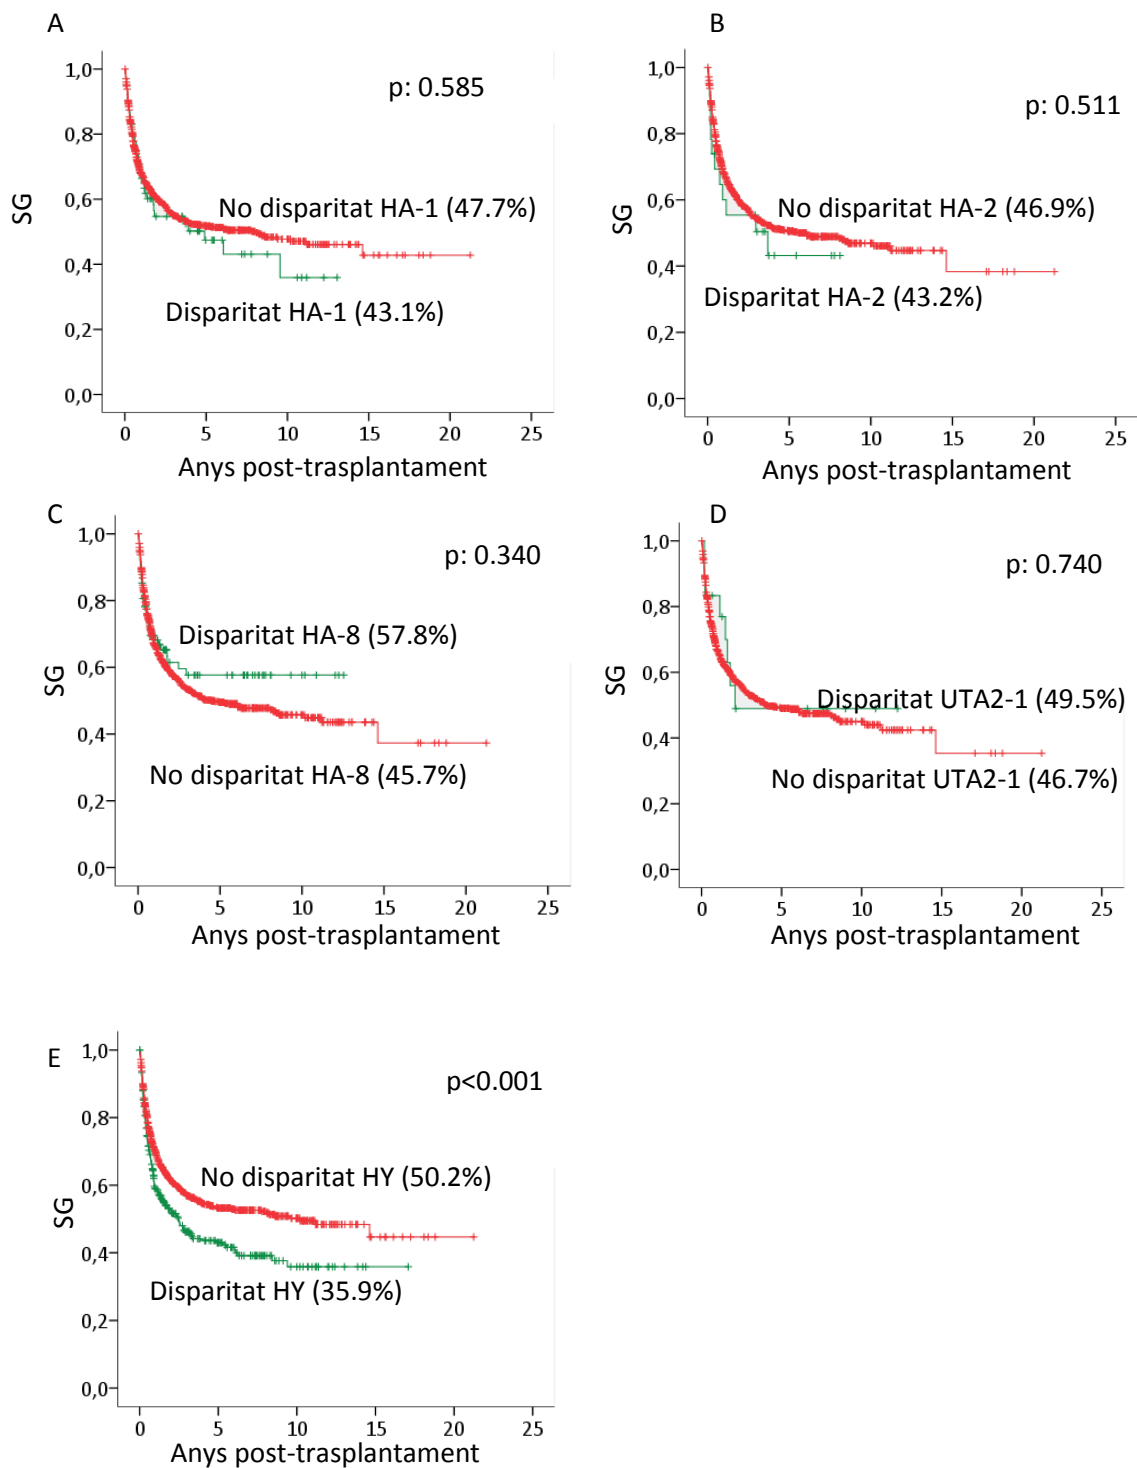 A
p: 0.585
1,0
0,8
0,6
0,4
0,2
0,0
SG
No disparitat HA-1 (47.7%)
Disparitat HA-1 (43.1%)
0 5 10 15 20 25
Anys post-trasplantament
B
p: 0.511
1,0
0,8
0,6
0,4
0,2
0,0
SG
No disparitat HA-2 (46.9%)
Disparitat HA-2 (43.2%)
0 5 10 15 20 25
Anys post-trasplantament
C
p: 0.340
1,0
0,8
0,6
0,4
0,2
0,0
SG
Disparitat HA-8 (57.8%)
No disparitat HA-8 (45.7%)
0 5 10 15 20 25
Anys post-trasplantament
D
p: 0.740
1,0
0,8
0,6
0,4
0,2
0,0
SG
Disparitat UTA2-1 (49.5%)
No disparitat UTA2-1 (46.7%)
0 5 10 15 20 25
Anys post-trasplantament
E
p<0.001
1,0
0,8
0,6
0,4
0,2
0,0
SG
No disparitat HY (50.2%)
Disparitat HY (35.9%)
0 5 10 15 20 25
Anys post-trasplantament